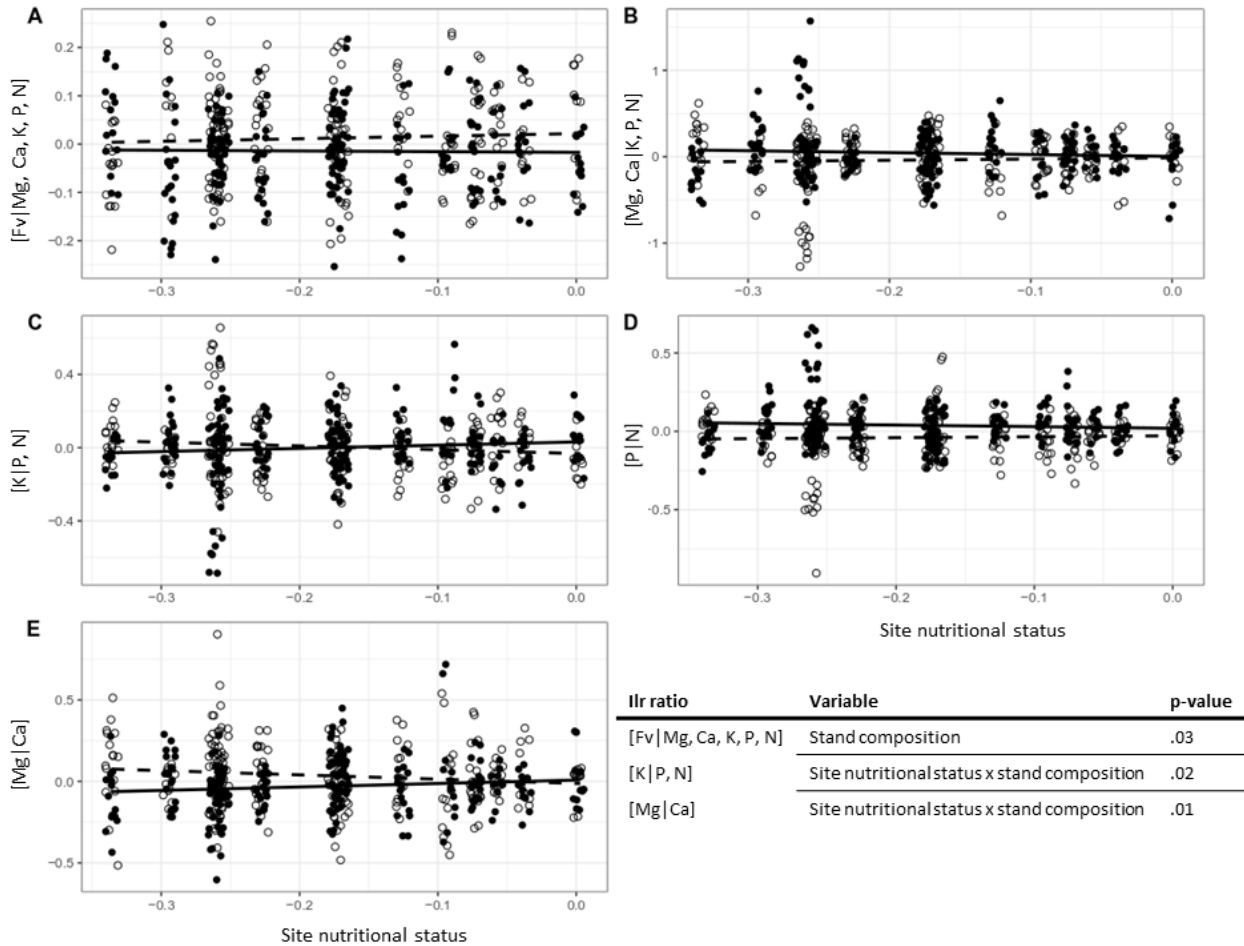 A
[Fv|Mg, Ca, K, P, N]
0.2
0.1
0.0
−0.1
−0.2
−0.3
−0.2
−0.1
0.0
B
[Mg, Ca|K, P, N]
1
0
-1
−0.3
−0.2
−0.1
0.0
C
[K|P, N]
0.4
0.0
−0.4
−0.3
−0.2
−0.1
0.0
D
[P|N]
0.5
0.0
-0.5
−0.3
−0.2
−0.1
0.0
Site nutritional status
E
[Mg|Ca]
0.5
0.0
−0.5
−0.3
−0.2
−0.1
0.0
Site nutritional status
Ilr ratio Variable p-value
[Fv|Mg, Ca, K, P, N] Stand composition .03
[K|P, N] Site nutritional status x stand composition .02
[Mg|Ca] Site nutritional status x stand composition .01